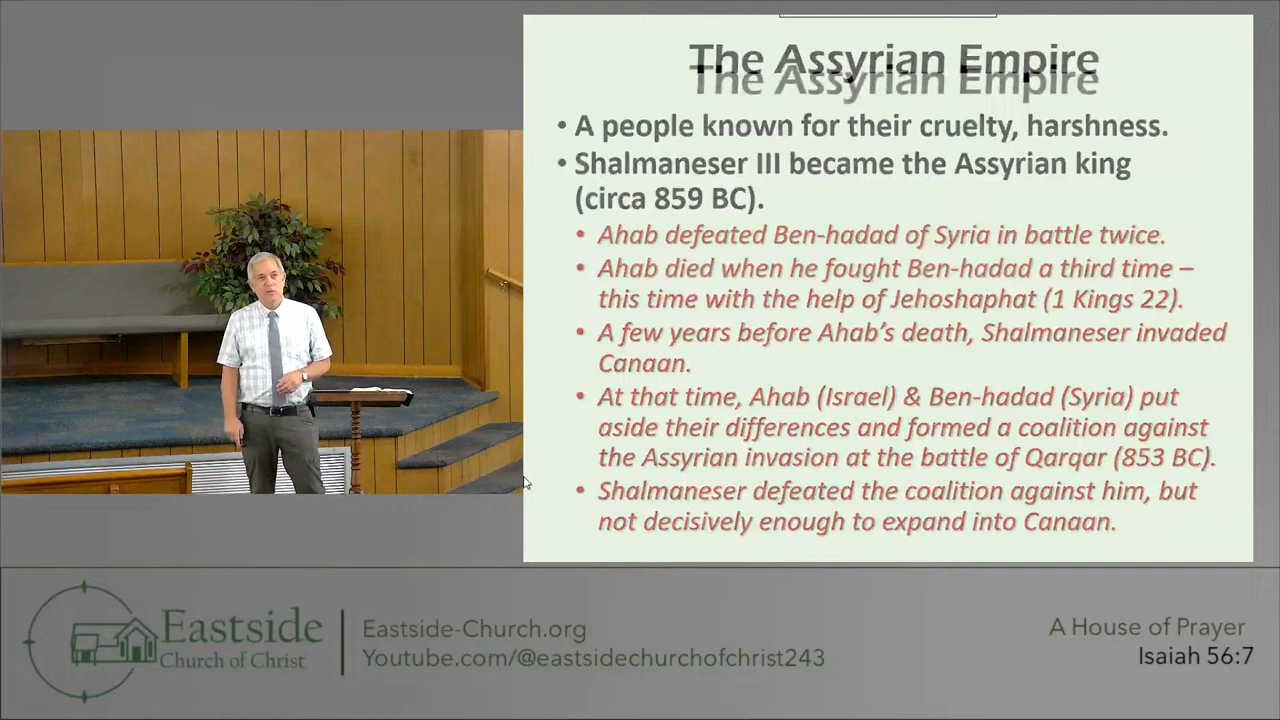 The Assyrian Empire
• A people known for their cruelty, harshness.
• Shalmaneser III became the Assyrian king
(circa 859 BC).
• Ahab defeated Ben-hadad of Syria in battle twice.
• Ahab died when he fought Ben-hadad a third time –
this time with the help of Jehoshaphat (1 Kings 22).
• A few years before Ahab’s death, Shalmaneser invaded
Canaan.
• At that time, Ahab (Israel) & Ben-hadad (Syria) put
aside their differences and formed a coalition against
the Assyrian invasion at the battle of Qarqar (853 BC).
• Shalmaneser defeated the coalition against him, but
not decisively enough to expand into Canaan.
Eastside
Church of Christ
Eastside-Church.org
Youtube.com/@eastsidechurchofchrist243
A House of Prayer
Isaiah 56:7